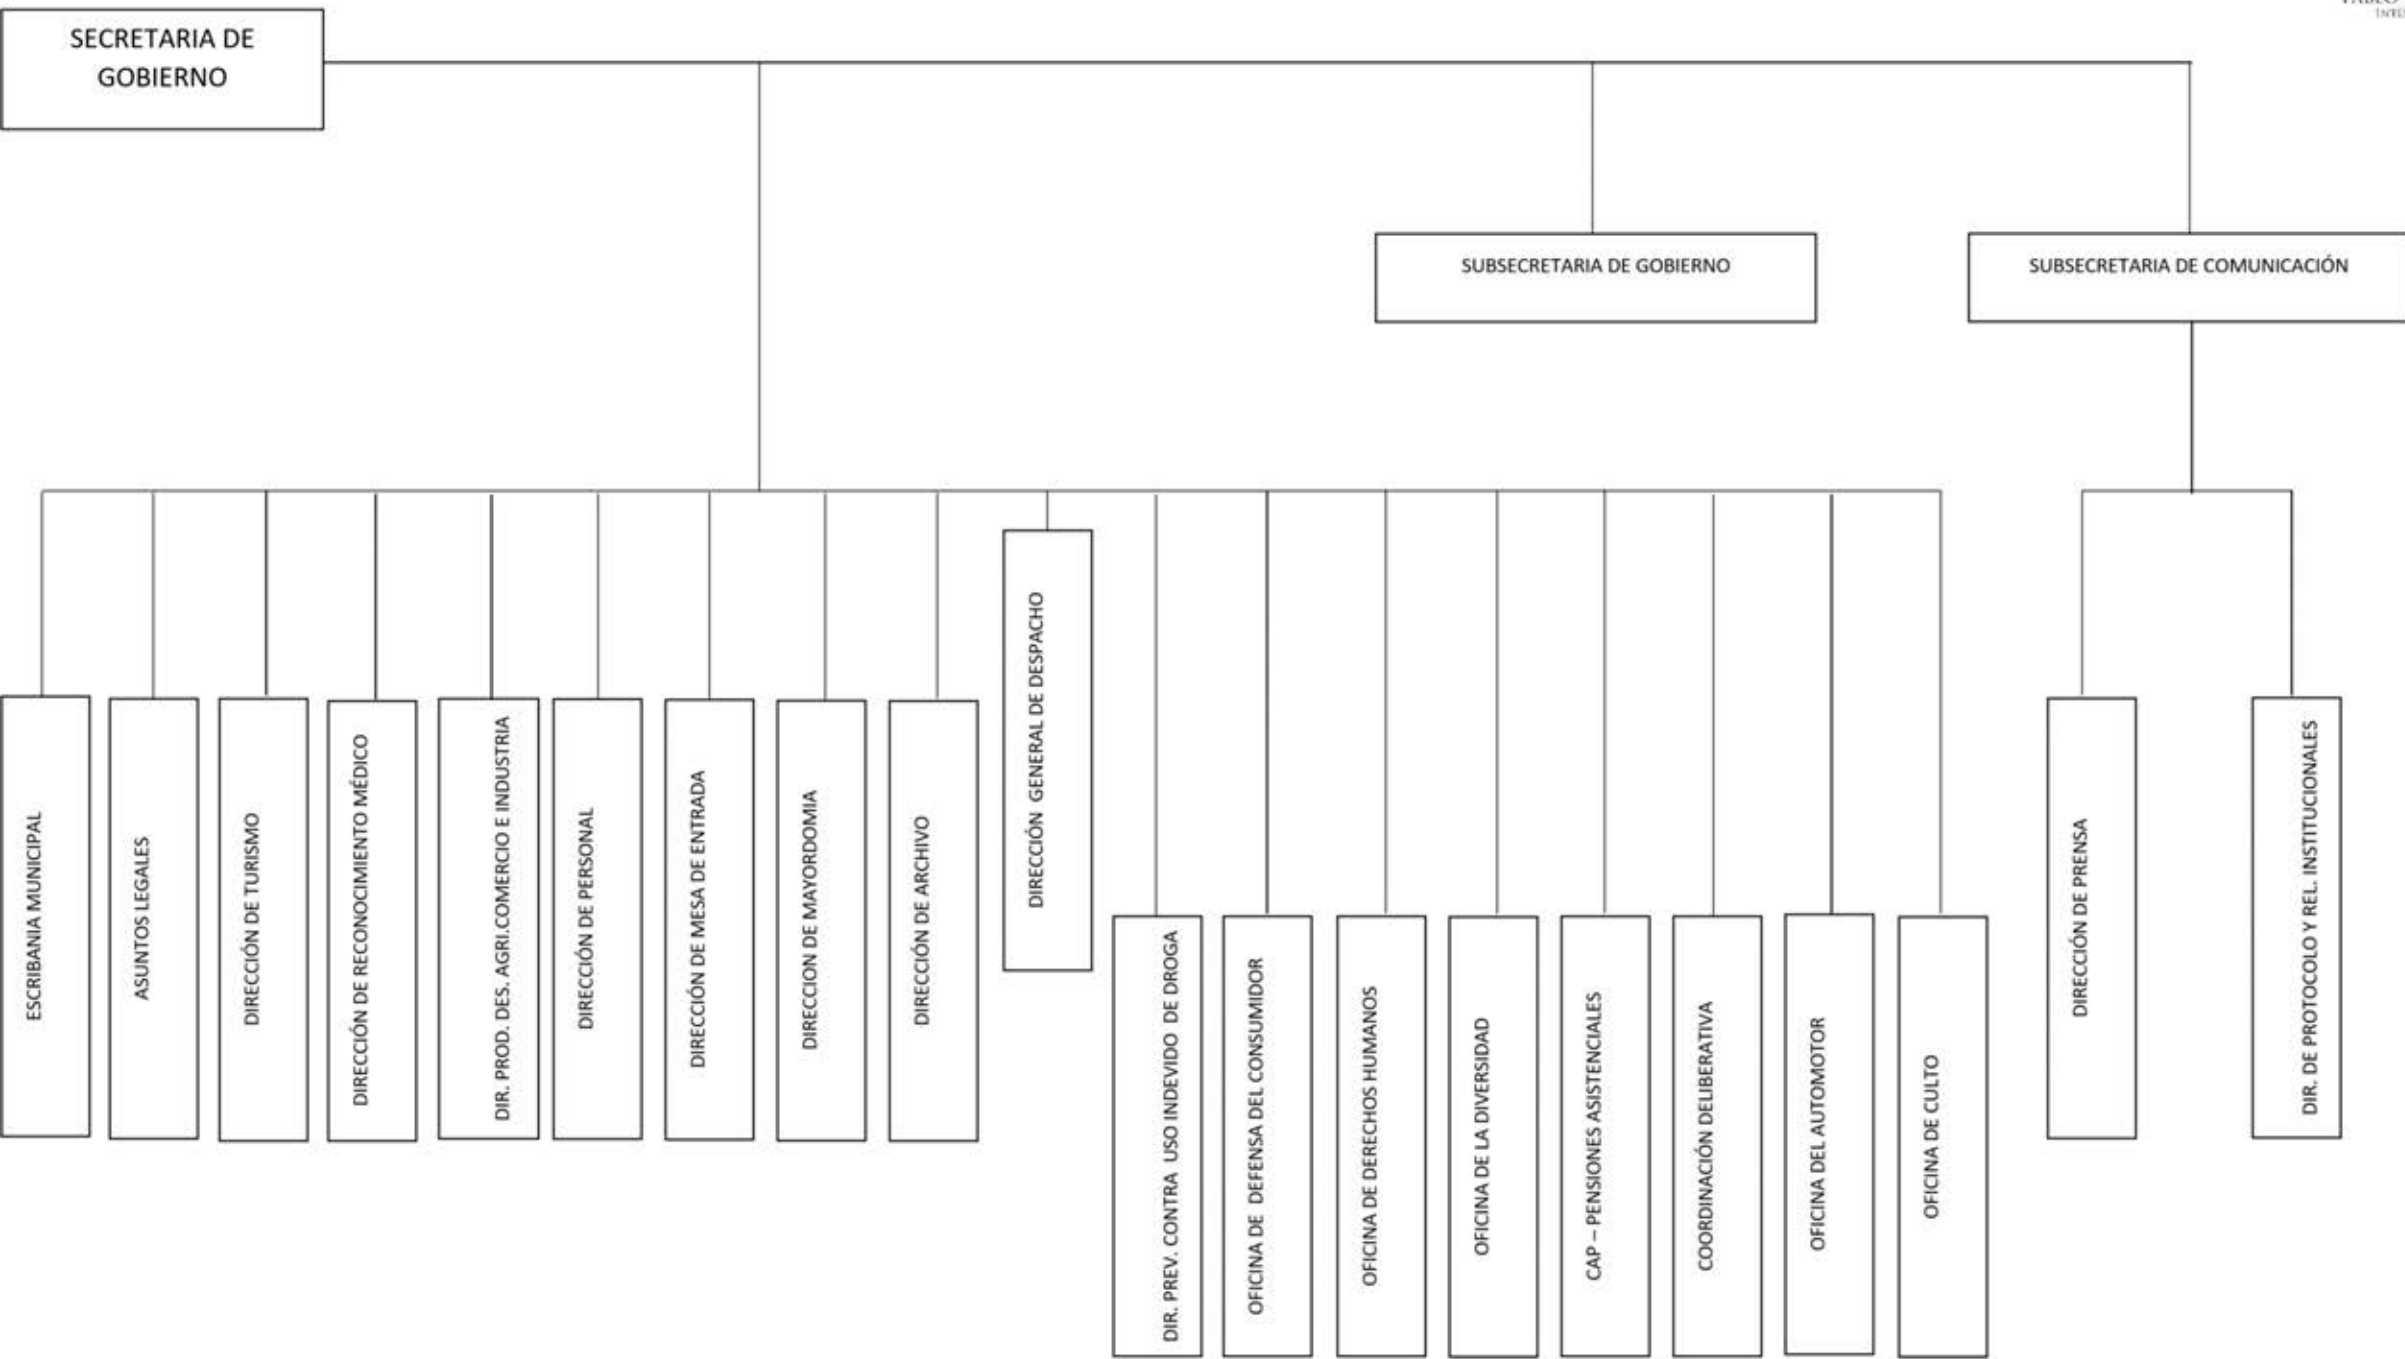 SECRETARIA DE
GOBIERNO
SUBSECRETARIA DE GOBIERNO
SUBSECRETARIA DE COMUNICACIÓN
ESCRIBANIA MUNICIPAL
ASUNTOS LEGALES
DIRECCIÓN DE TURISMO
DIRECCIÓN DE RECONOCIMIENTO MÉDICO
DIR. PROD. DES. AGRI.COMERCIO E INDUSTRIA
DIRECCIÓN DE PERSONAL
DIRECCIÓN DE MESA DE ENTRADA
DIRECCION DE MAYORDOMIA
DIRECCIÓN DE ARCHIVO
DIRECCIÓN GENERAL DE DESPACHO
DIR. PREV. CONTRA USO INDEVIDO DE DROGA
OFICINA DE DEFENSA DEL CONSUMIDOR
OFICINA DE DERECHOS HUMANOS
OFICINA DE LA DIVERSIDAD
CAP – PENSIONES ASISTENCIALES
COORDINACIÓN DELIBERATIVA
OFICINA DEL AUTOMOTOR
OFICINA DE CULTO
DIRECCIÓN DE PRENSA
DIR. DE PROTOCOLO Y REL. INSTITUCIONALES